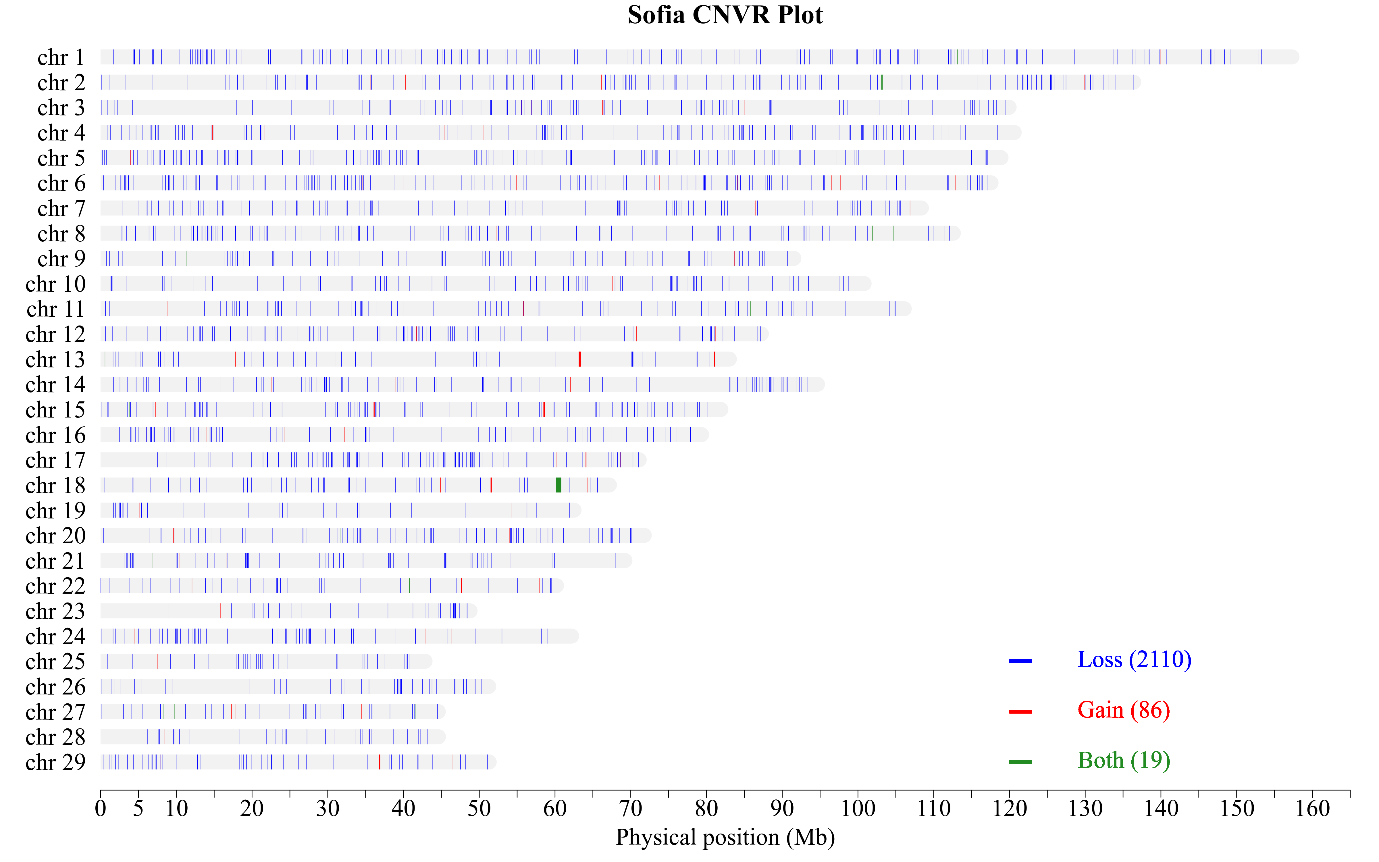 Sofia CNVR Plot
chr 1
chr 2
chr 3
chr 4
chr 5
chr 6
chr 7
chr 8
chr 9
chr 10
chr 11
chr 12
chr 13
chr 14
chr 15
chr 16
chr 17
chr 18
chr 19
chr 20
chr 21
chr 22
chr 23
chr 24
chr 25
chr 26
chr 27
chr 28
chr 29
Loss (2110)
Gain (86)
Both (19)
0 5 10 20 30 40 50 60 70 80 90 100 110 120 130 140 150 160
Physical position (Mb)